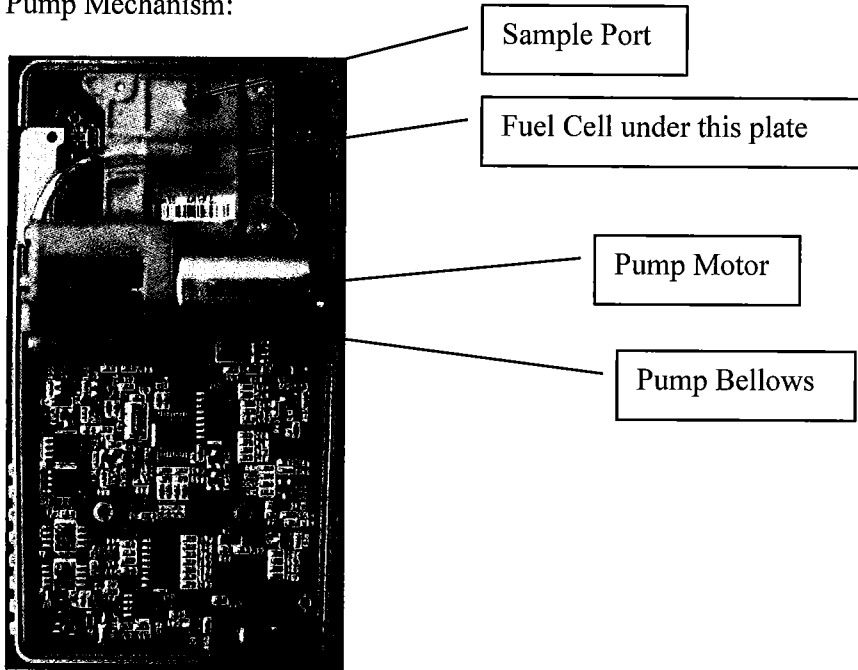 Pump Mechanism:
Sample Port
Fuel Cell under this plate
Pump Motor
Pump Bellows